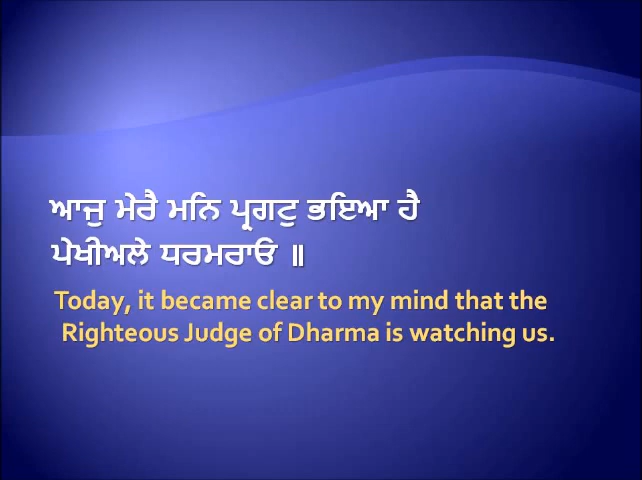 ਆਜੁ ਮੇਰੈ ਮਨਿ ਪ੍ਰਗਟੁ ਭਇਆ ਹੈ
ਪੇਖੀਅਲੇ ਧਰਮਰਾਓ ॥
Today, it became clear to my mind that the
Righteous Judge of Dharma is watching us.